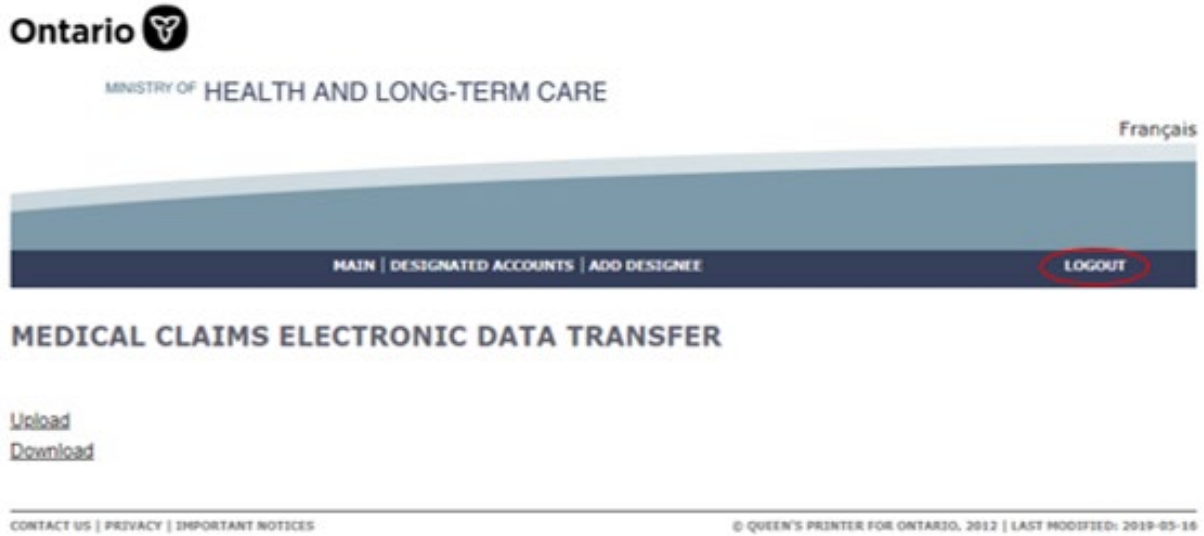 Ontario
MINISTRY OF HEALTH AND LONG-TERM CARE
Français
MAIN | DESIGNATED ACCOUNTS | ADD DESIGNEE LOGOUT
MEDICAL CLAIMS ELECTRONIC DATA TRANSFER
Upload
Download
CONTACT US | PRIVACY | IMPORTANT NOTICES © QUEEN'S PRINTER FOR ONTARIO, 2012 | LAST MODIFIED: 2019-05-16